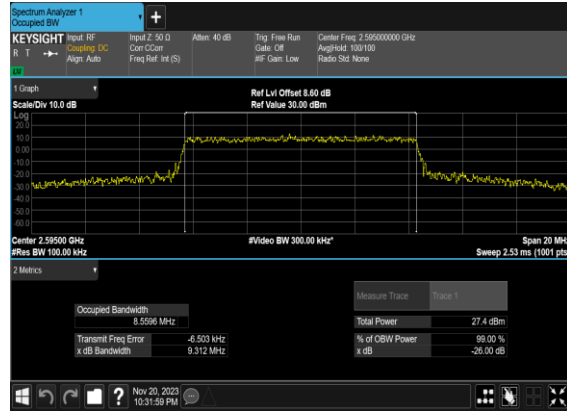 Spectrum Analyzer 1
Occupied BW
+
KEYSIGHT Input: RF Input Z: 50 Ω Atten: 40 dB Trig: Free Run Center Freq: 2.595000000 GHz
R T Coupling: DC Corr CCorr Gate: Off Avg|Hold: 100/100
Align: Auto Freq Ref: Int (S) #IF Gain: Low Radio Std: None
1 Graph
Scale/Div 10.0 dB Ref Lvl Offset 8.60 dB
Ref Value 30.00 dBm
Log
20.0
10.0
0.00
-10.0
-20.0
-30.0
-40.0
-50.0
-60.0
Center 2.59500 GHz #Video BW 300.00 kHz* Span 20 MHz
#Res BW 100.00 kHz Sweep 2.53 ms (1001 pts
2 Metrics
Measure Trace Trace 1
Occupied Bandwidth
8.5596 MHz Total Power 27.4 dBm
Transmit Freq Error -6.503 kHz % of OBW Power 99.00 %
x dB Bandwidth 9.312 MHz x dB -26.00 dB
? Nov 20, 2023
10:31:59 PM